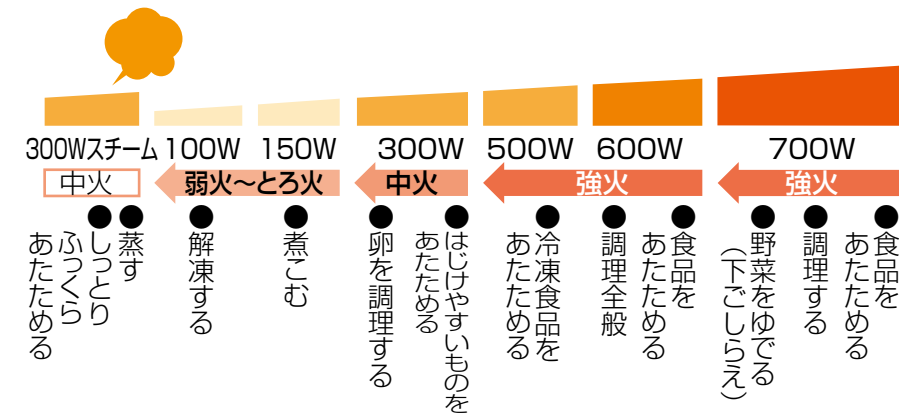 300Wスチーム 100W 150W 300W 500W 600W 700W
中火 弱火〜とろ火 中火 強火 強火
●蒸す
●しっとり
ふっくら
あたためる
●解凍する
●煮こむ
●はじけやすいものを
あたためる
●卵を調理する
●冷凍食品を
あたためる
●食品を
あたためる
●調理全般
●食品を
あたためる
●調理する
●野菜をゆでる
（下ごしらえ）